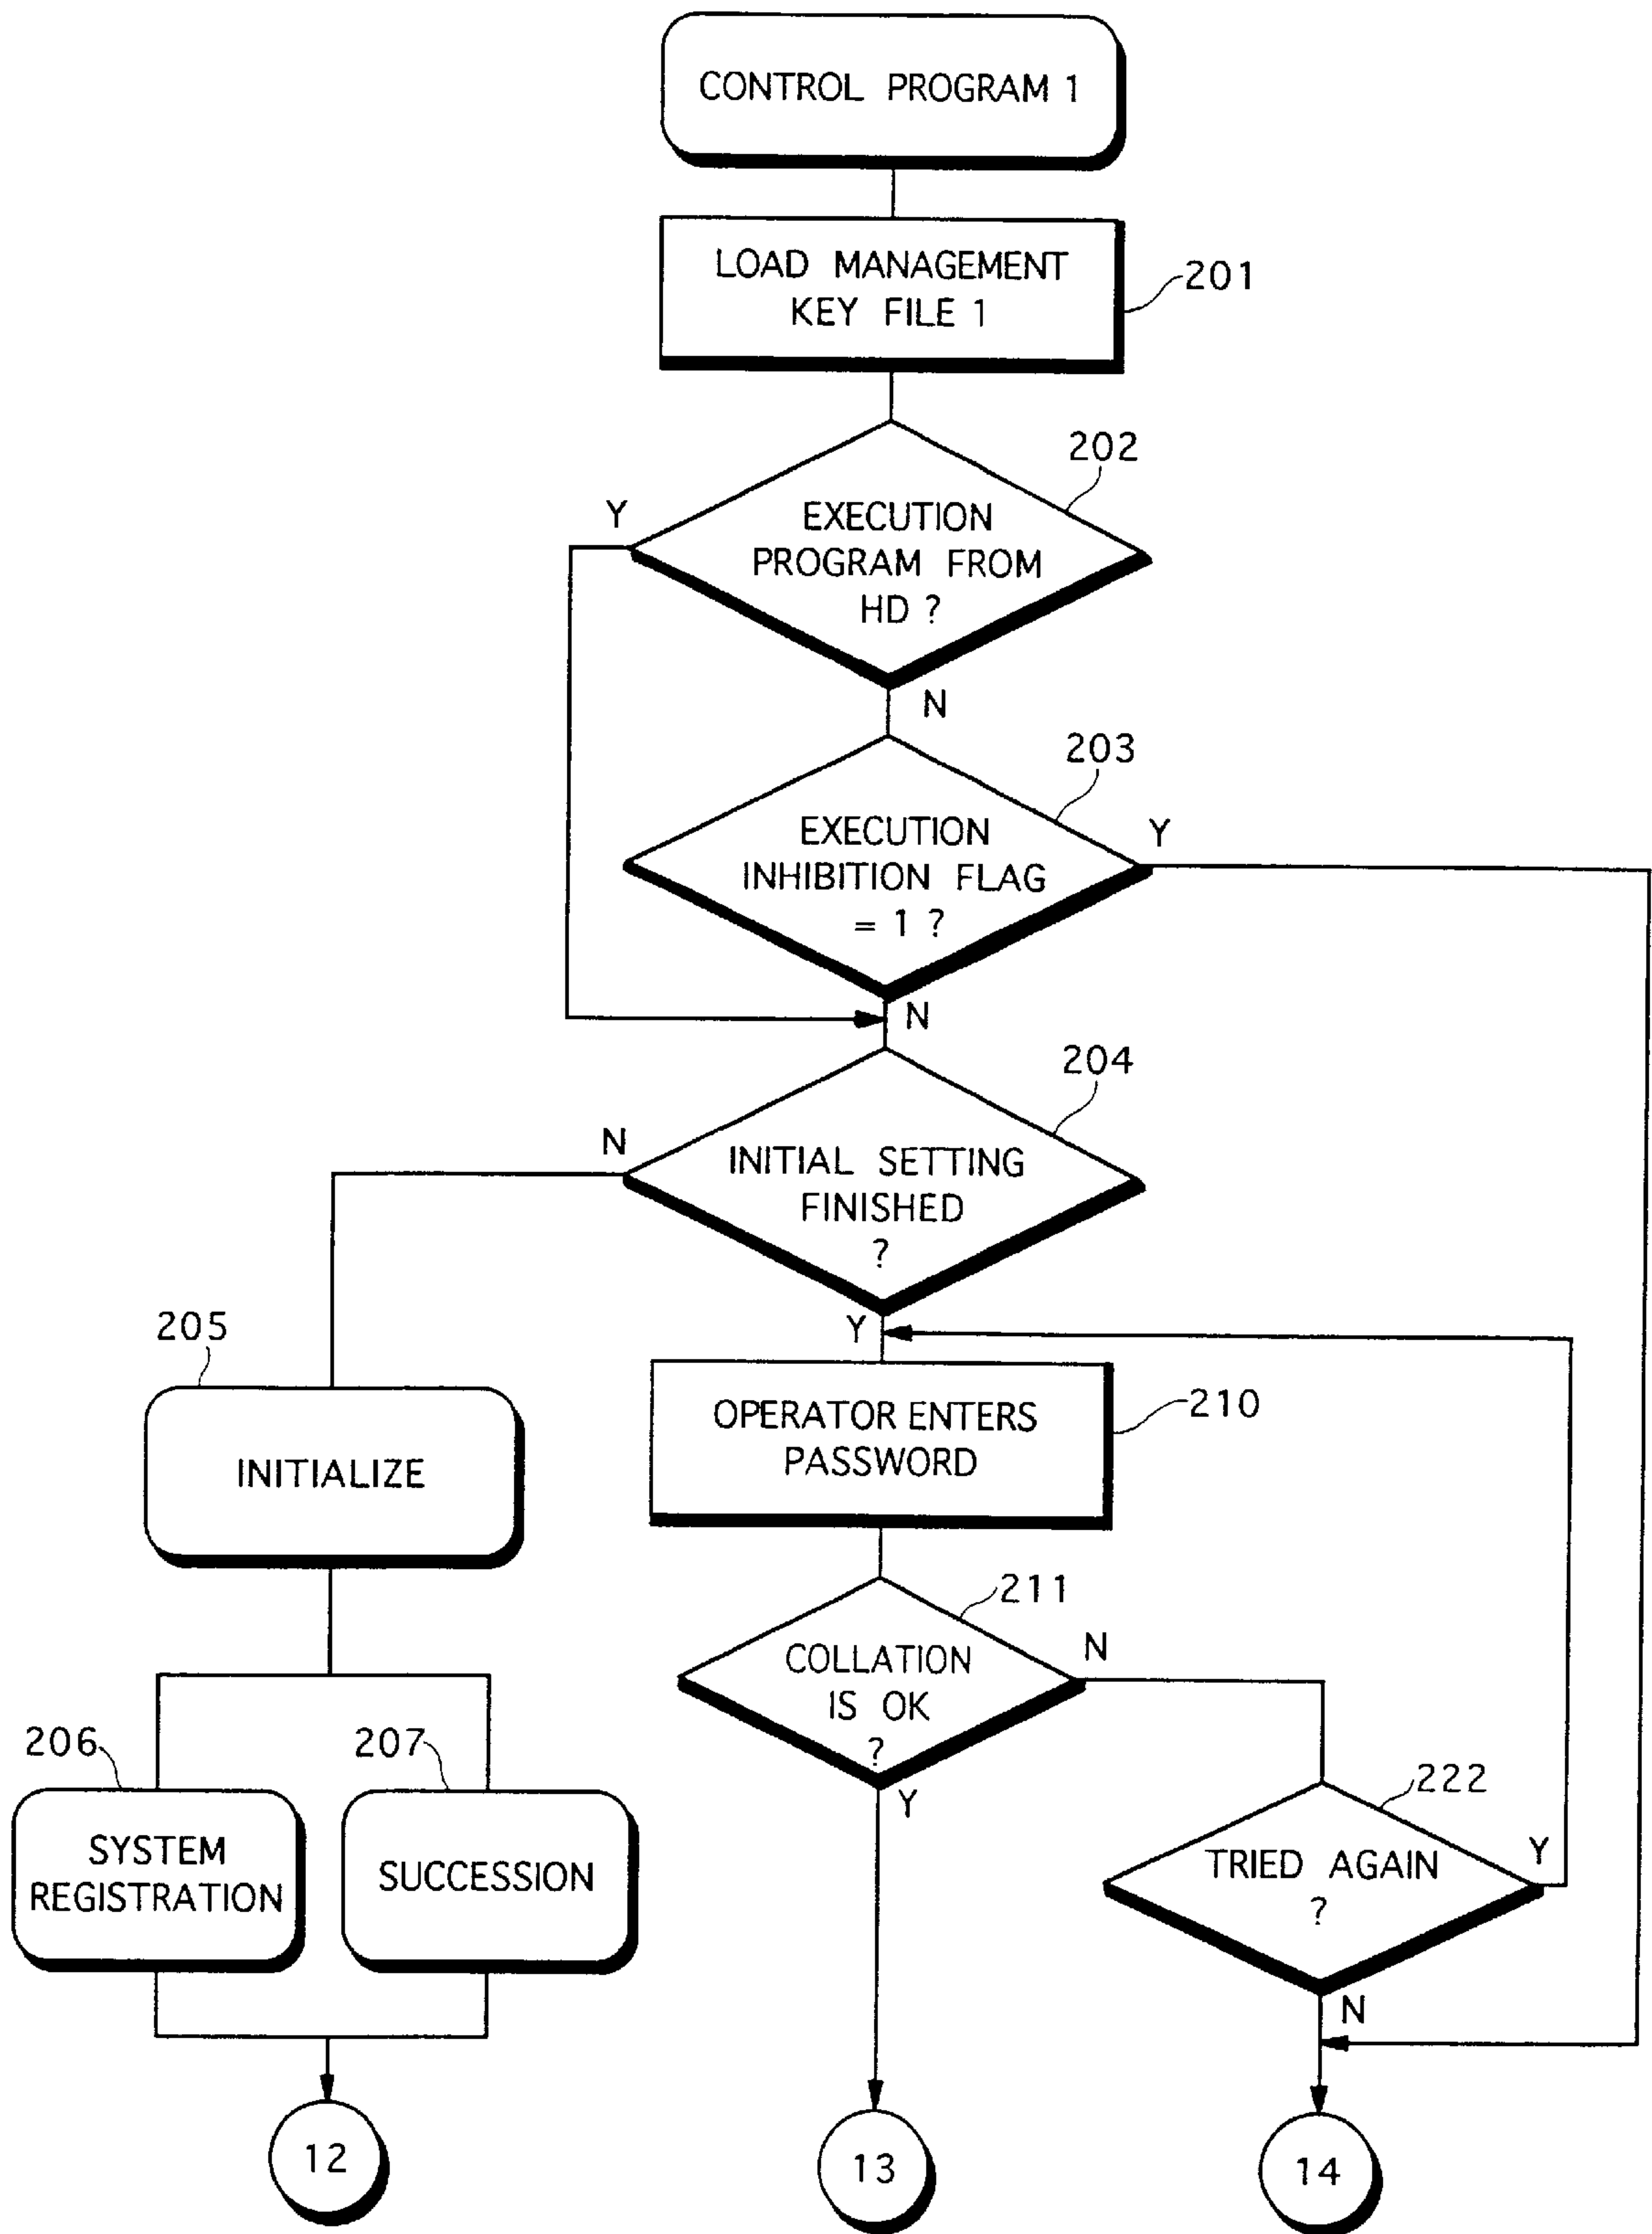 CONTROL PROGRAM 1
LOAD MANAGEMENT
KEY FILE 1
201
202
Y
EXECUTION
PROGRAM FROM
HD ?
N
203
EXECUTION
INHIBITION FLAG
= 1 ?
Y
N
204
N
INITIAL SETTING
FINISHED
?
Y
205
INITIALIZE
OPERATOR ENTERS
PASSWORD
210
211
COLLATION
IS OK
?
N
Y
206
SYSTEM
REGISTRATION
207
SUCCESSION
222
TRIED AGAIN
?
Y
N
12
13
14